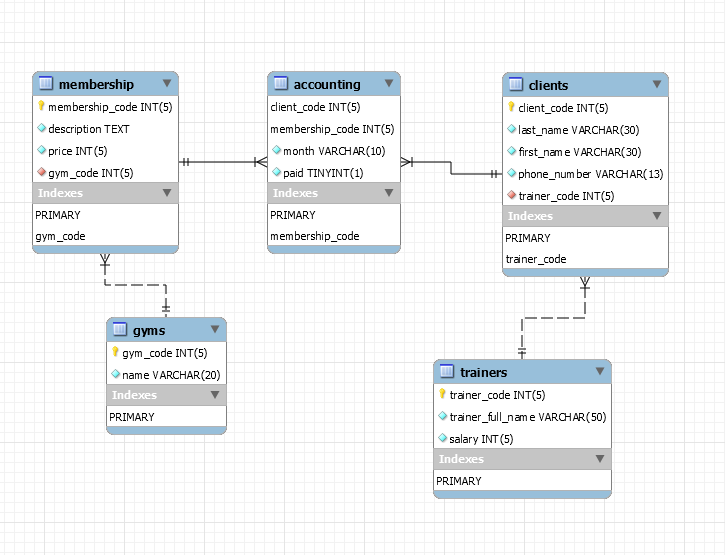 membership
membership_code INT(5)
description TEXT
price INT(5)
gym_code INT(5)
Indexes
PRIMARY
gym_code
accounting
client_code INT(5)
membership_code INT(5)
month VARCHAR(10)
paid TINYINT(1)
Indexes
PRIMARY
membership_code
clients
client_code INT(5)
last_name VARCHAR(30)
first_name VARCHAR(30)
phone_number VARCHAR(13)
trainer_code INT(5)
Indexes
PRIMARY
trainer_code
gyms
gym_code INT(5)
name VARCHAR(20)
Indexes
PRIMARY
trainers
trainer_code INT(5)
trainer_full_name VARCHAR(50)
salary INT(5)
Indexes
PRIMARY